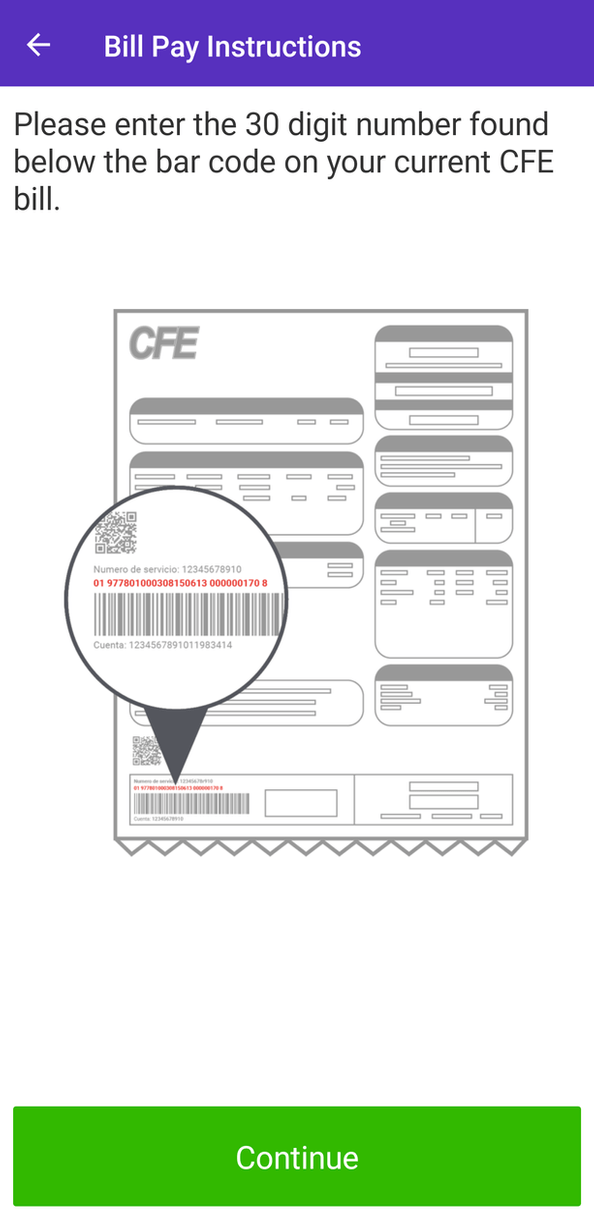 Bill Pay Instructions
Please enter the 30 digit number found
below the bar code on your current CFE
bill.
CFE
Numero de servicio: 12345678910
01 977801000308150613 000000170 8
Cuenta: 1234567891011983414
Numero de servicio 12345678910
01 977801000308150613 000000170 8
Cuenta: 12345678910
Continue